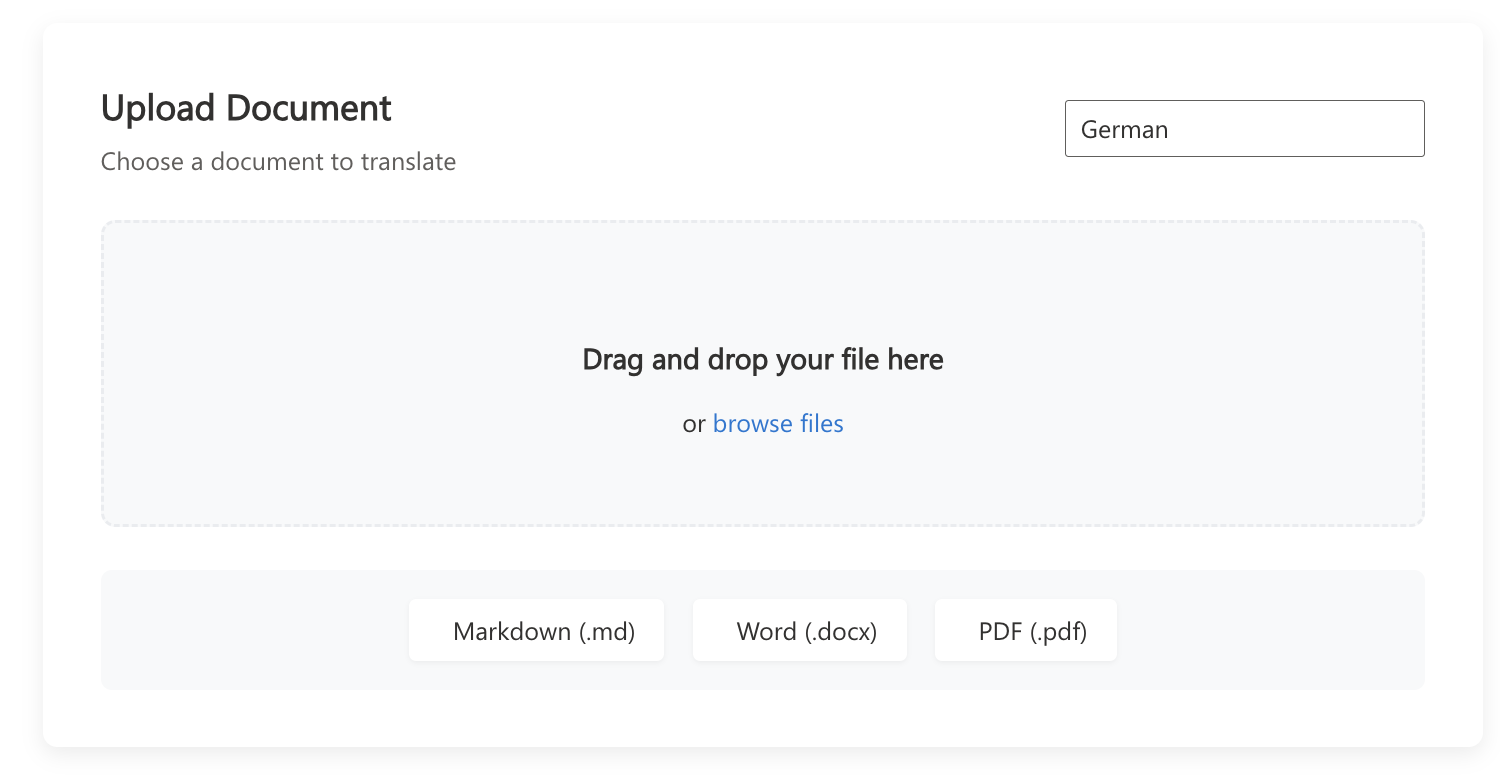 Upload Document
Choose a document to translate
German
Drag and drop your file here
or browse files
Markdown (.md)
Word (.docx)
PDF (.pdf)